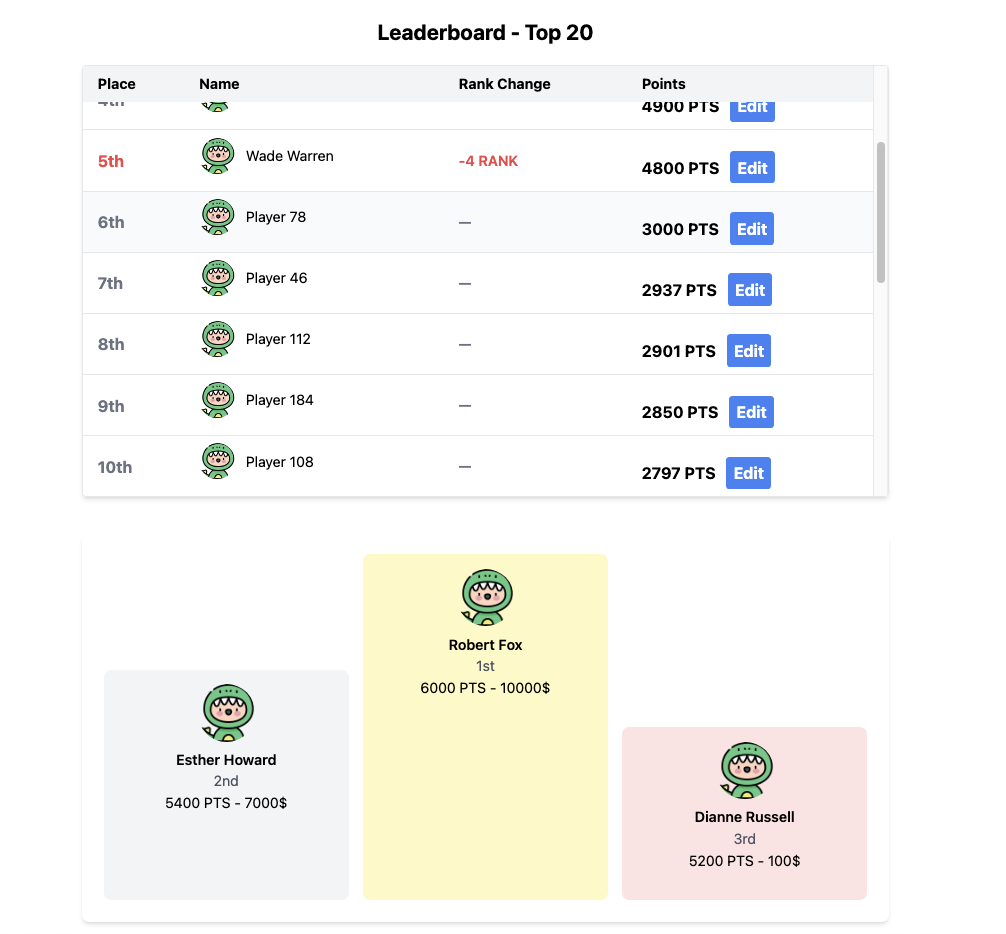 Leaderboard - Top 20
Place Name Rank Change Points
4th 4900 PTS Edit
5th Wade Warren -4 RANK 4800 PTS Edit
6th Player 78 — 3000 PTS Edit
7th Player 46 — 2937 PTS Edit
8th Player 112 — 2901 PTS Edit
9th Player 184 — 2850 PTS Edit
10th Player 108 — 2797 PTS Edit
Robert Fox
1st
6000 PTS - 10000$
Esther Howard
2nd
5400 PTS - 7000$
Dianne Russell
3rd
5200 PTS - 100$